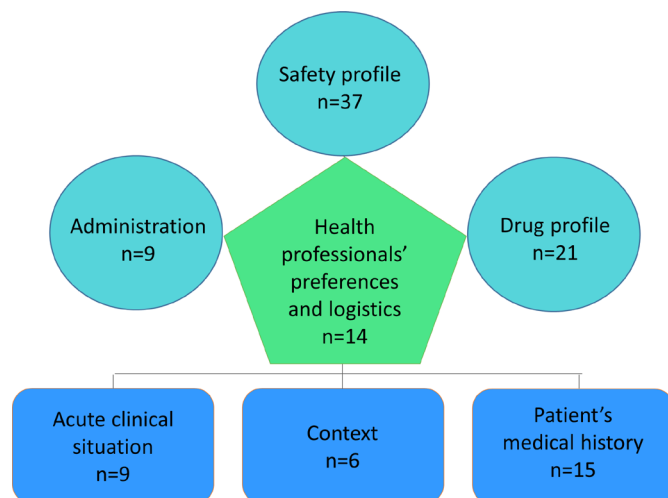 Safety profile
n=37
Administration
n=9
Health
professionals’
preferences
and logistics
n=14
Drug profile
n=21
Acute clinical
situation
n=9
Context
n=6
Patient’s
medical history
n=15